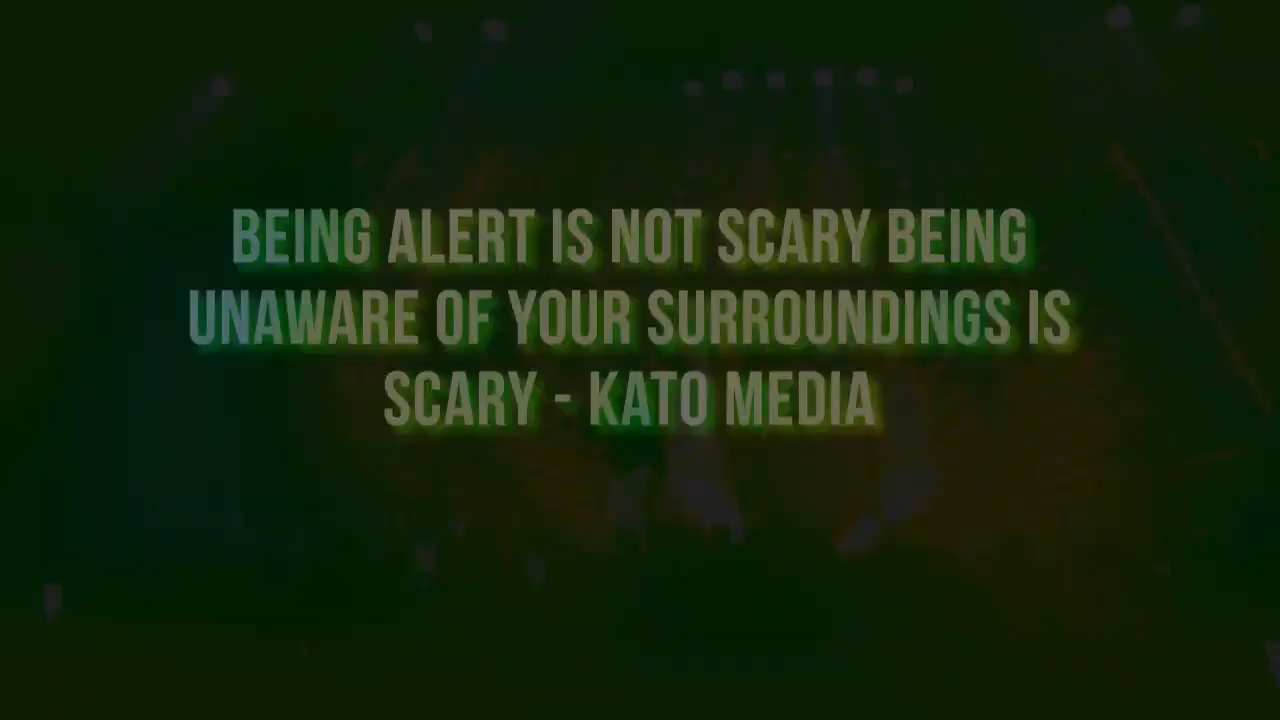 BEING ALERT IS NOT SCARY BEING
UNAWARE OF YOUR SURROUNDINGS IS
SCARY - KATO MEDIA